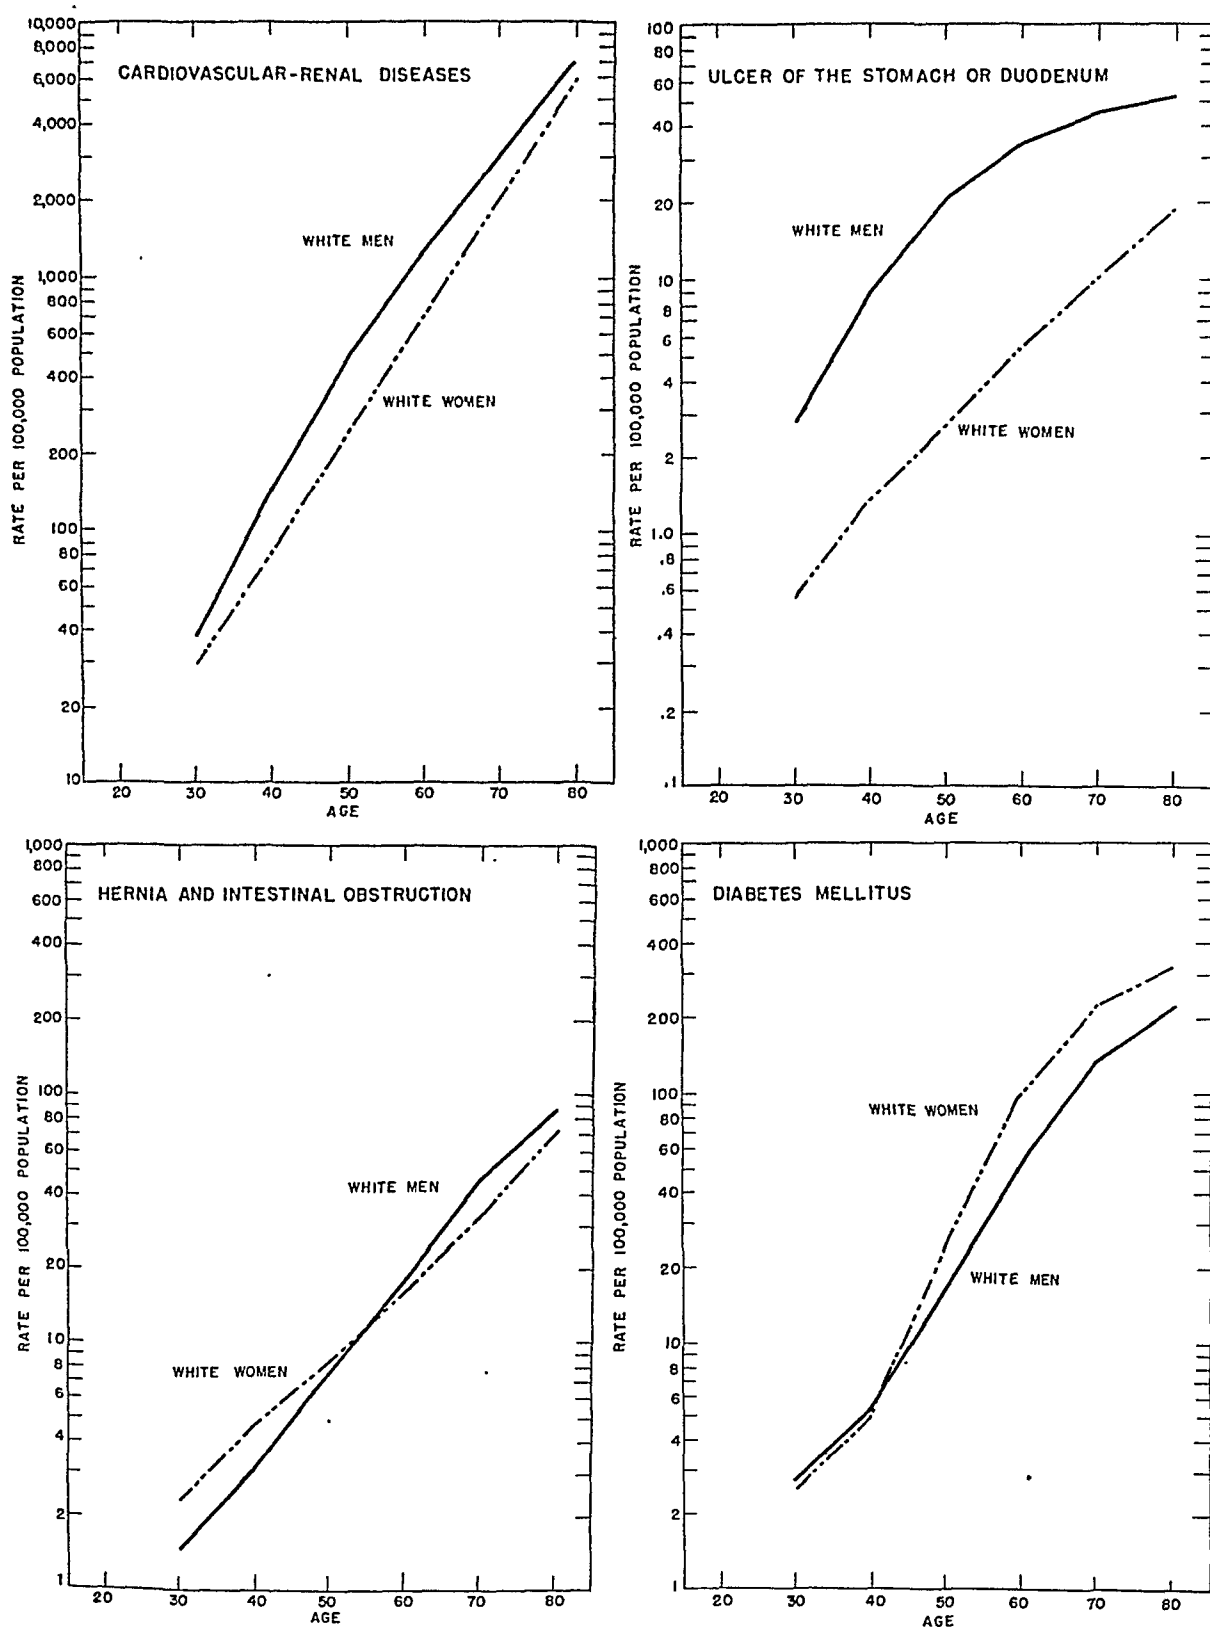 CARDIOVASCULAR-RENAL DISEASES
RATE PER 100,000 POPULATION
10,000
8,000
6,000
4,000
2,000
1,000
800
600
400
200
100
80
60
40
20
10
WHITE MEN
WHITE WOMEN
20 30 40 50 60 70 80
AGE
ULCER OF THE STOMACH OR DUODENUM
RATE PER 100,000 POPULATION
100
80
60
40
20
10
8
6
4
2
1.0
.8
.6
.4
.2
.1
WHITE MEN
WHITE WOMEN
20 30 40 50 60 70 80
AGE
HERNIA AND INTESTINAL OBSTRUCTION
RATE PER 100,000 POPULATION
1,000
800
600
400
200
100
80
60
40
20
10
8
6
4
2
1
WHITE MEN
WHITE WOMEN
20 30 40 50 60 70 80
AGE
DIABETES MELLITUS
RATE PER 100,000 POPULATION
1,000
800
600
400
200
100
80
60
40
20
10
8
6
4
2
1
WHITE WOMEN
WHITE MEN
20 30 40 50 60 70 80
AGE